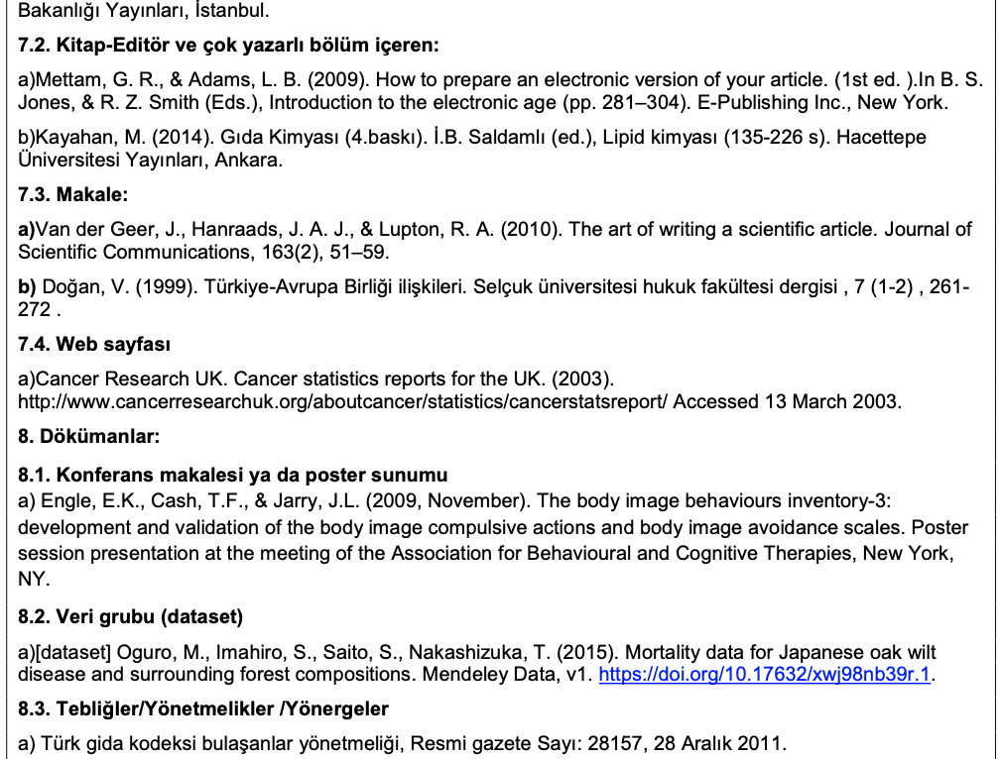 Bakanlığı Yayınları, İstanbul.
7.2. Kitap-Editör ve çok yazarlı bölüm içeren:
a)Mettam, G. R., & Adams, L. B. (2009). How to prepare an electronic version of your article. (1st ed. ).In B. S.
Jones, & R. Z. Smith (Eds.), Introduction to the electronic age (pp. 281–304). E-Publishing Inc., New York.
b)Kayahan, M. (2014). Gıda Kimyası (4.baskı). İ.B. Saldamlı (ed.), Lipid kimyası (135-226 s). Hacettepe
Üniversitesi Yayınları, Ankara.
7.3. Makale:
a)Van der Geer, J., Hanraads, J. A. J., & Lupton, R. A. (2010). The art of writing a scientific article. Journal of
Scientific Communications, 163(2), 51–59.
b) Doğan, V. (1999). Türkiye-Avrupa Birliği ilişkileri. Selçuk üniversitesi hukuk fakültesi dergisi , 7 (1-2) , 261-
272 .
7.4. Web sayfası
a)Cancer Research UK. Cancer statistics reports for the UK. (2003).
http://www.cancerresearchuk.org/aboutcancer/statistics/cancerstatsreport/ Accessed 13 March 2003.
8. Dökümanlar:
8.1. Konferans makalesi ya da poster sunumu
a) Engle, E.K., Cash, T.F., & Jarry, J.L. (2009, November). The body image behaviours inventory-3:
development and validation of the body image compulsive actions and body image avoidance scales. Poster
session presentation at the meeting of the Association for Behavioural and Cognitive Therapies, New York,
NY.
8.2. Veri grubu (dataset)
a)[dataset] Oguro, M., Imahiro, S., Saito, S., Nakashizuka, T. (2015). Mortality data for Japanese oak wilt
disease and surrounding forest compositions. Mendeley Data, v1. https://doi.org/10.17632/xwj98nb39r.1.
8.3. Tebliğler/Yönetmelikler /Yönergeler
a) Türk gida kodeksi bulaşanlar yönetmeliği, Resmi gazete Sayı: 28157, 28 Aralık 2011.